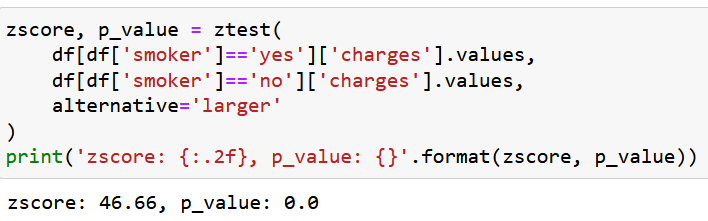 zscore, p_value = ztest(
    df[df['smoker']=='yes']['charges'].values,
    df[df['smoker']=='no']['charges'].values,
    alternative='larger'
)
print('zscore: {:.2f}, p_value: {}'.format(zscore, p_value))
zscore: 46.66, p_value: 0.0